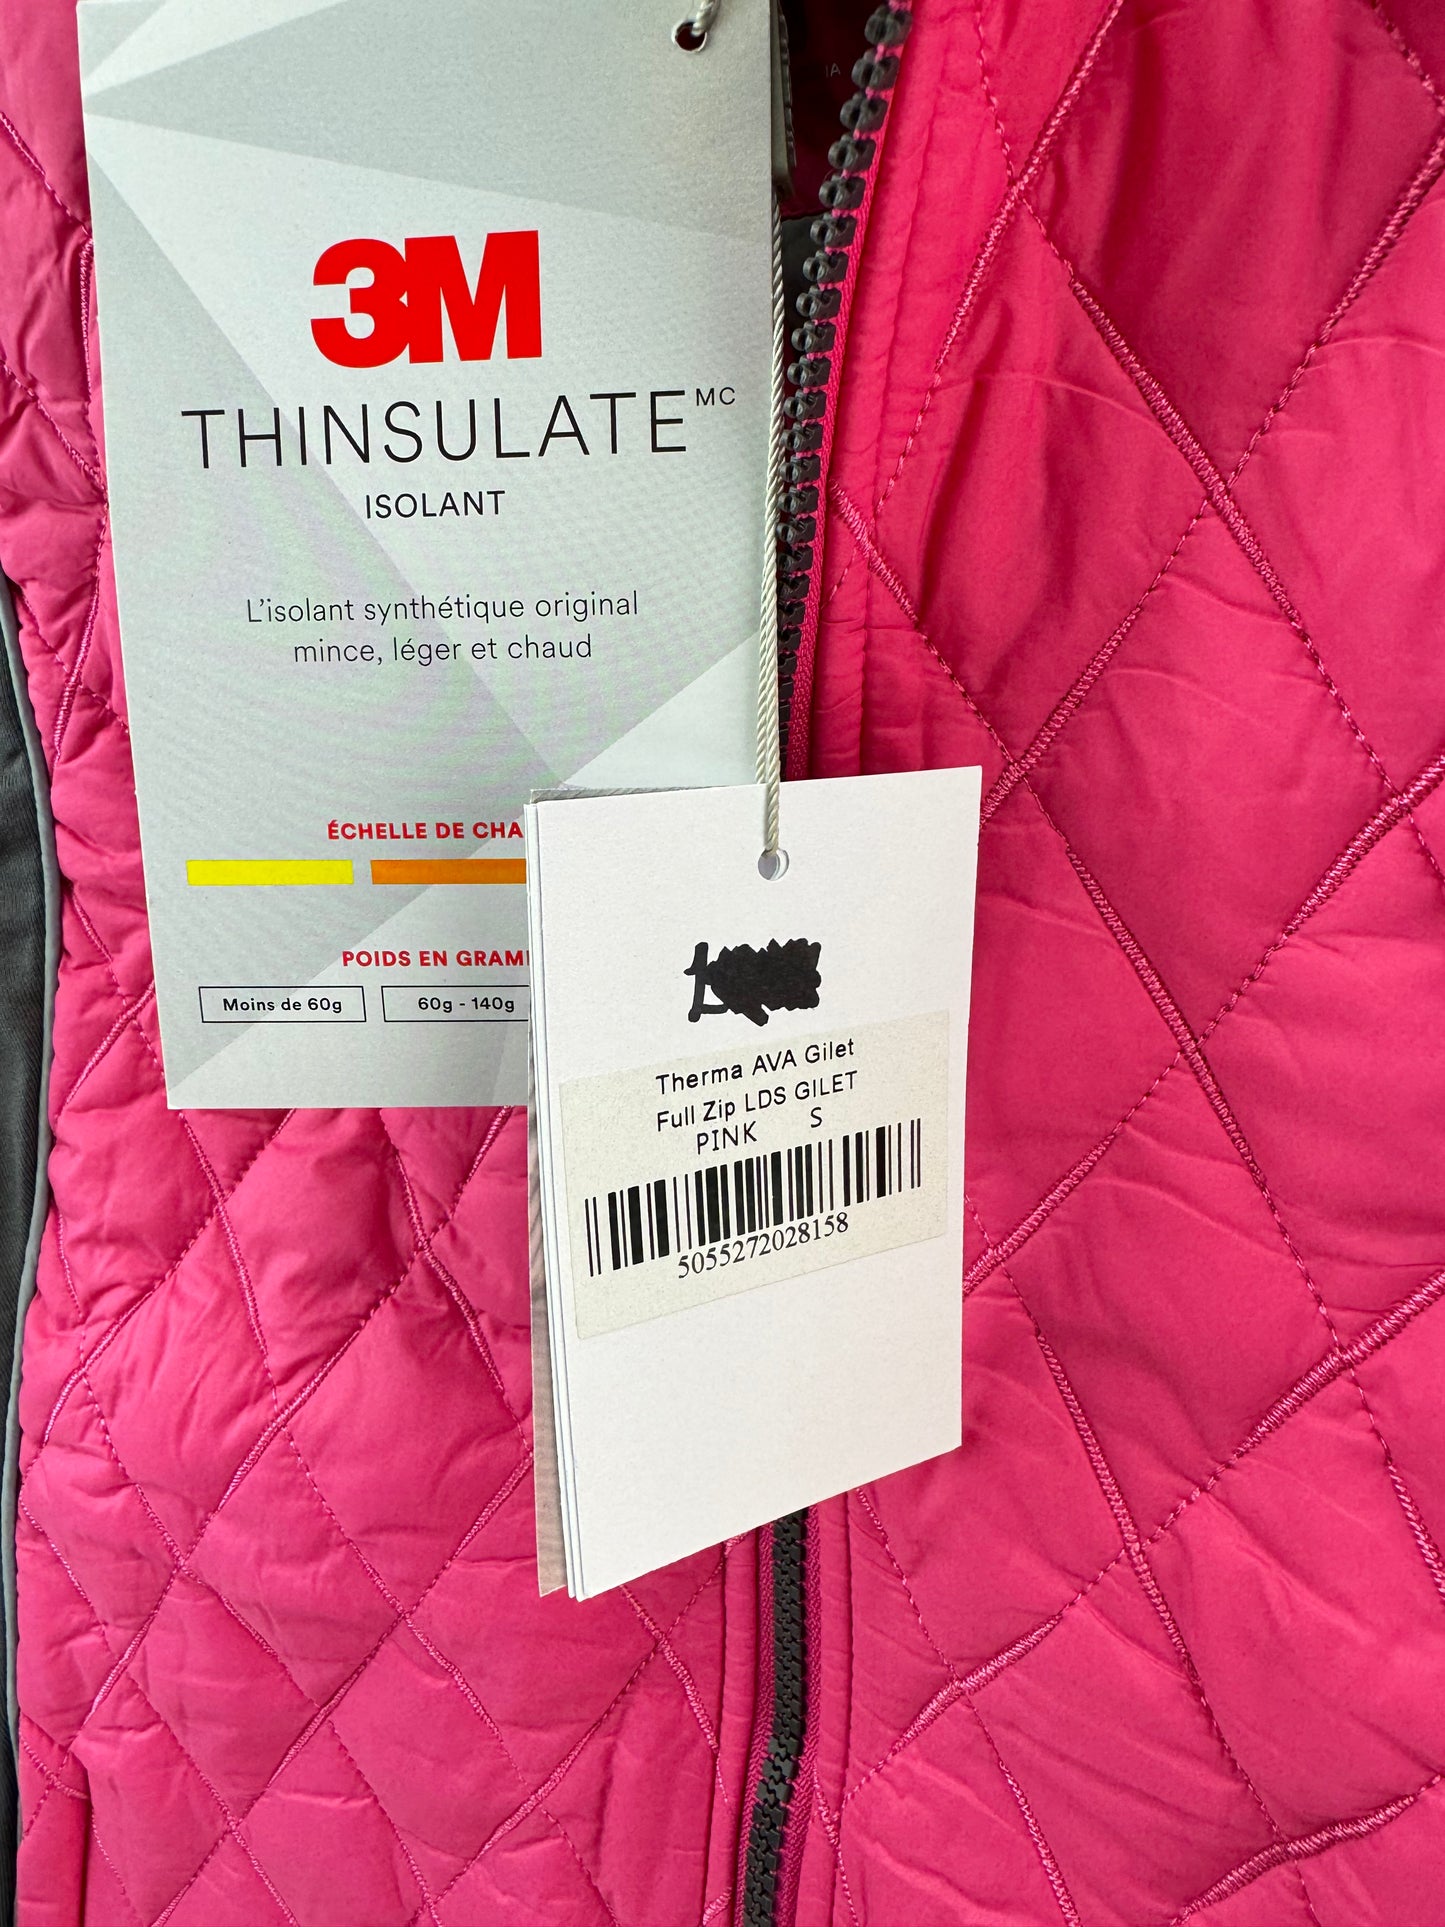 3M
THINSULATE MC
ISOLANT
L'isolant synthétique original
mince, léger et chaud
ÉCHELLE DE CHA
POIDS EN GRAM
Moins de 60g
60g - 140g
Therma AVA Gilet
Full Zip LDS GILET
PINK S
5055272028158